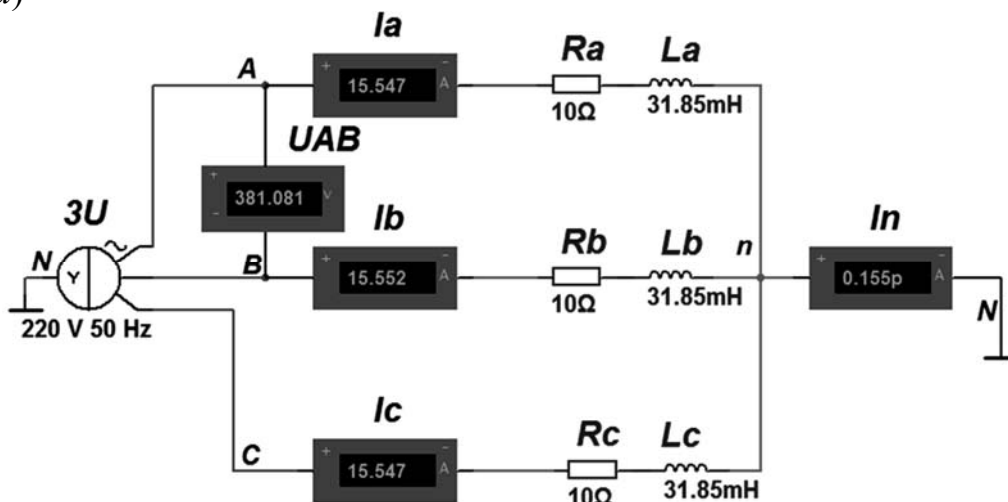 a)
Ia
+ 15.547 - A
Ra
La
10Ω
31.85mH
A
UAB
+ - 381.081 V
3U
N
Y
220 V 50 Hz
B
Ib
+ 15.552 - A
Rb
Lb
10Ω
31.85mH
n
In
+ 0.155p - A
N
C
Ic
+ 15.547 - A
Rc
Lc
10Ω
31.85mH